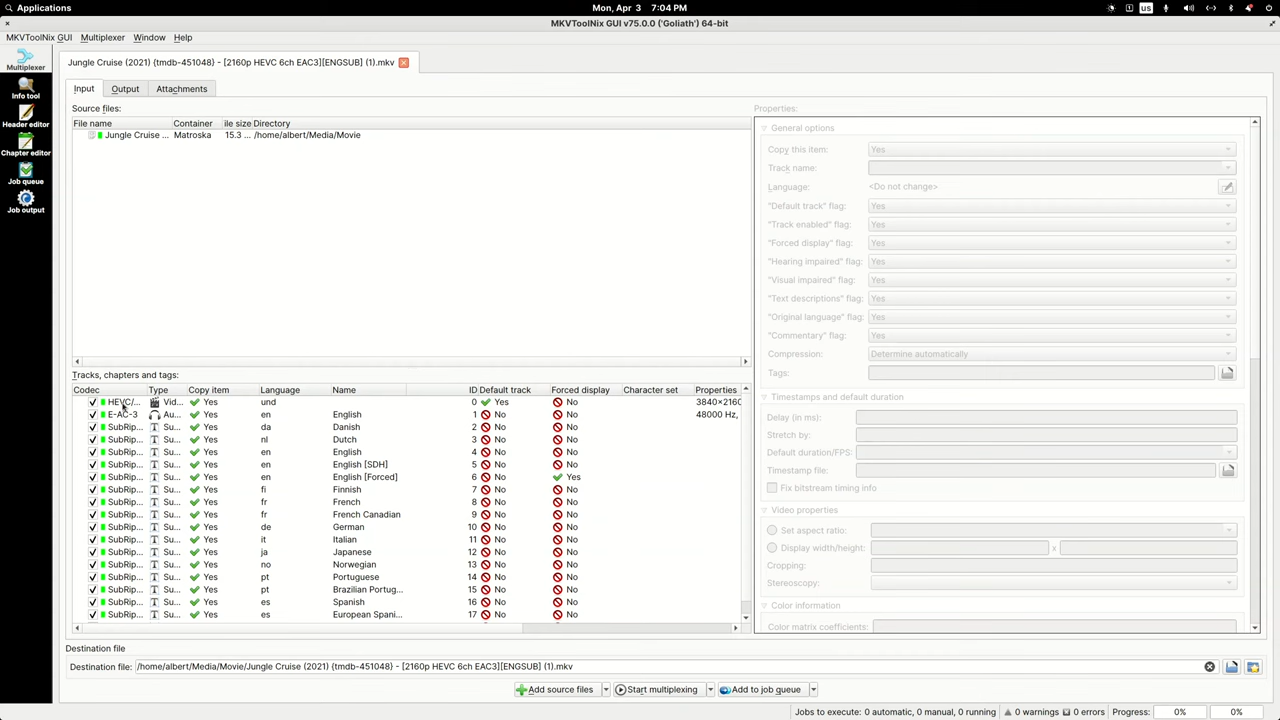 Applications
Mon, Apr 3 7:04 PM
us
MKVToolNix GUI v75.0.0 ('Goliath') 64-bit
MKVToolNix GUI Multiplexer Window Help
Multiplexer
Info tool
Header editor
Chapter editor
Job queue
Job output
Jungle Cruise (2021) {tmdb-451048} - [2160p HEVC 6ch EAC3][ENGSUB] (1).mkv
Input Output Attachments
Source files:
File name Container ile size Directory
Jungle Cruise ... Matroska 15.3 ... /home/albert/Media/Movie
Tracks, chapters and tags:
Codec Type Copy item Language Name ID Default track Forced display Character set Properties
HEVC/... Vid... Yes und 0 Yes No 3840×2160
E-AC-3 Au... Yes en English 1 No No 48000 Hz,
SubRip... Su... Yes da Danish 2 No No
SubRip... Su... Yes nl Dutch 3 No No
SubRip... Su... Yes en English 4 No No
SubRip... Su... Yes en English [SDH] 5 No No
SubRip... Su... Yes en English [Forced] 6 No Yes
SubRip... Su... Yes fi Finnish 7 No No
SubRip... Su... Yes fr French 8 No No
SubRip... Su... Yes fr French Canadian 9 No No
SubRip... Su... Yes de German 10 No No
SubRip... Su... Yes it Italian 11 No No
SubRip... Su... Yes ja Japanese 12 No No
SubRip... Su... Yes no Norwegian 13 No No
SubRip... Su... Yes pt Portuguese 14 No No
SubRip... Su... Yes pt Brazilian Portug... 15 No No
SubRip... Su... Yes es Spanish 16 No No
SubRip... Su... Yes es European Spani... 17 No No
Properties:
General options
Copy this item: Yes
Track name:
Language: <Do not change>
"Default track" flag: Yes
"Track enabled" flag: Yes
"Forced display" flag: Yes
"Hearing impaired" flag: Yes
"Visual impaired" flag: Yes
"Text descriptions" flag: Yes
"Original language" flag: Yes
"Commentary" flag: Yes
Compression: Determine automatically
Tags:
Timestamps and default duration
Delay (in ms):
Stretch by:
Default duration/FPS:
Timestamp file:
Fix bitstream timing info
Video properties
Set aspect ratio:
Display width/height: x
Cropping:
Stereoscopy:
Color information
Color matrix coefficients:
Destination file
Destination file: /home/albert/Media/Movie/Jungle Cruise (2021) {tmdb-451048} - [2160p HEVC 6ch EAC3][ENGSUB] (1).mkv
Add source files Start multiplexing Add to job queue
Jobs to execute: 0 automatic, 0 manual, 0 running 0 warnings 0 errors Progress: 0% 0%